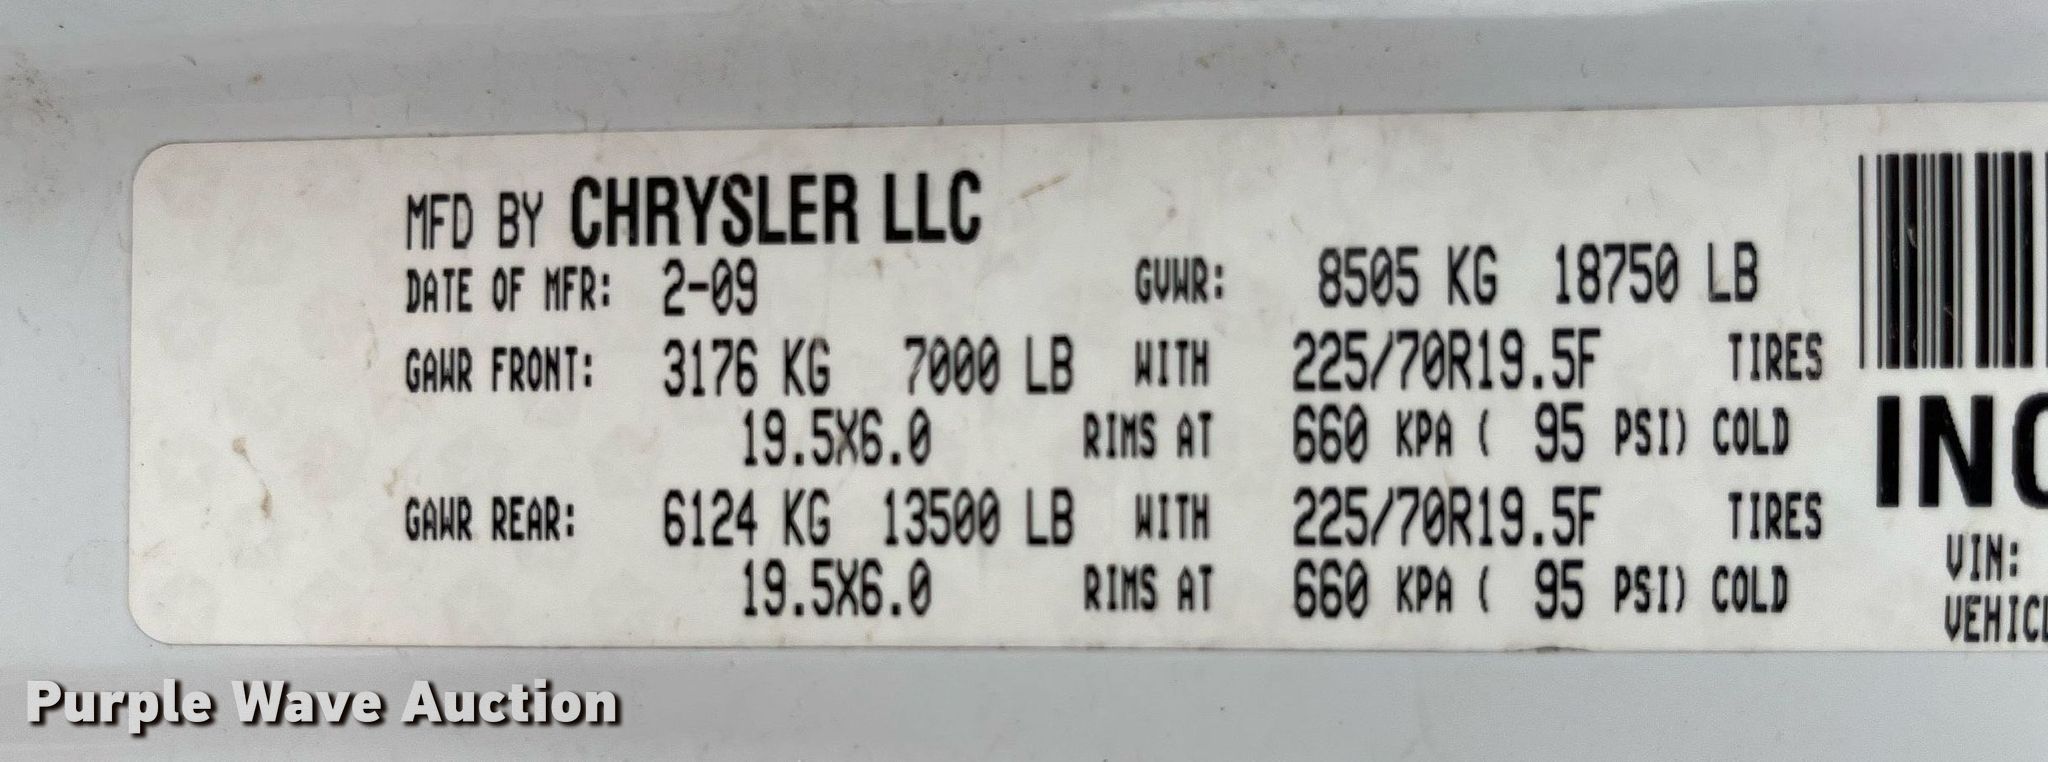 MFD BY CHRYSLER LLC
DATE OF MFR: 2-09 GVWR: 8505 KG 18750 LB
GAWR FRONT: 3176 KG 7000 LB WITH 225/70R19.5F TIRES
19.5X6.0 RIMS AT 660 KPA ( 95 PSI) COLD
GAWR REAR: 6124 KG 13500 LB WITH 225/70R19.5F TIRES
19.5X6.0 RIMS AT 660 KPA ( 95 PSI) COLD
VIN:
Purple Wave Auction